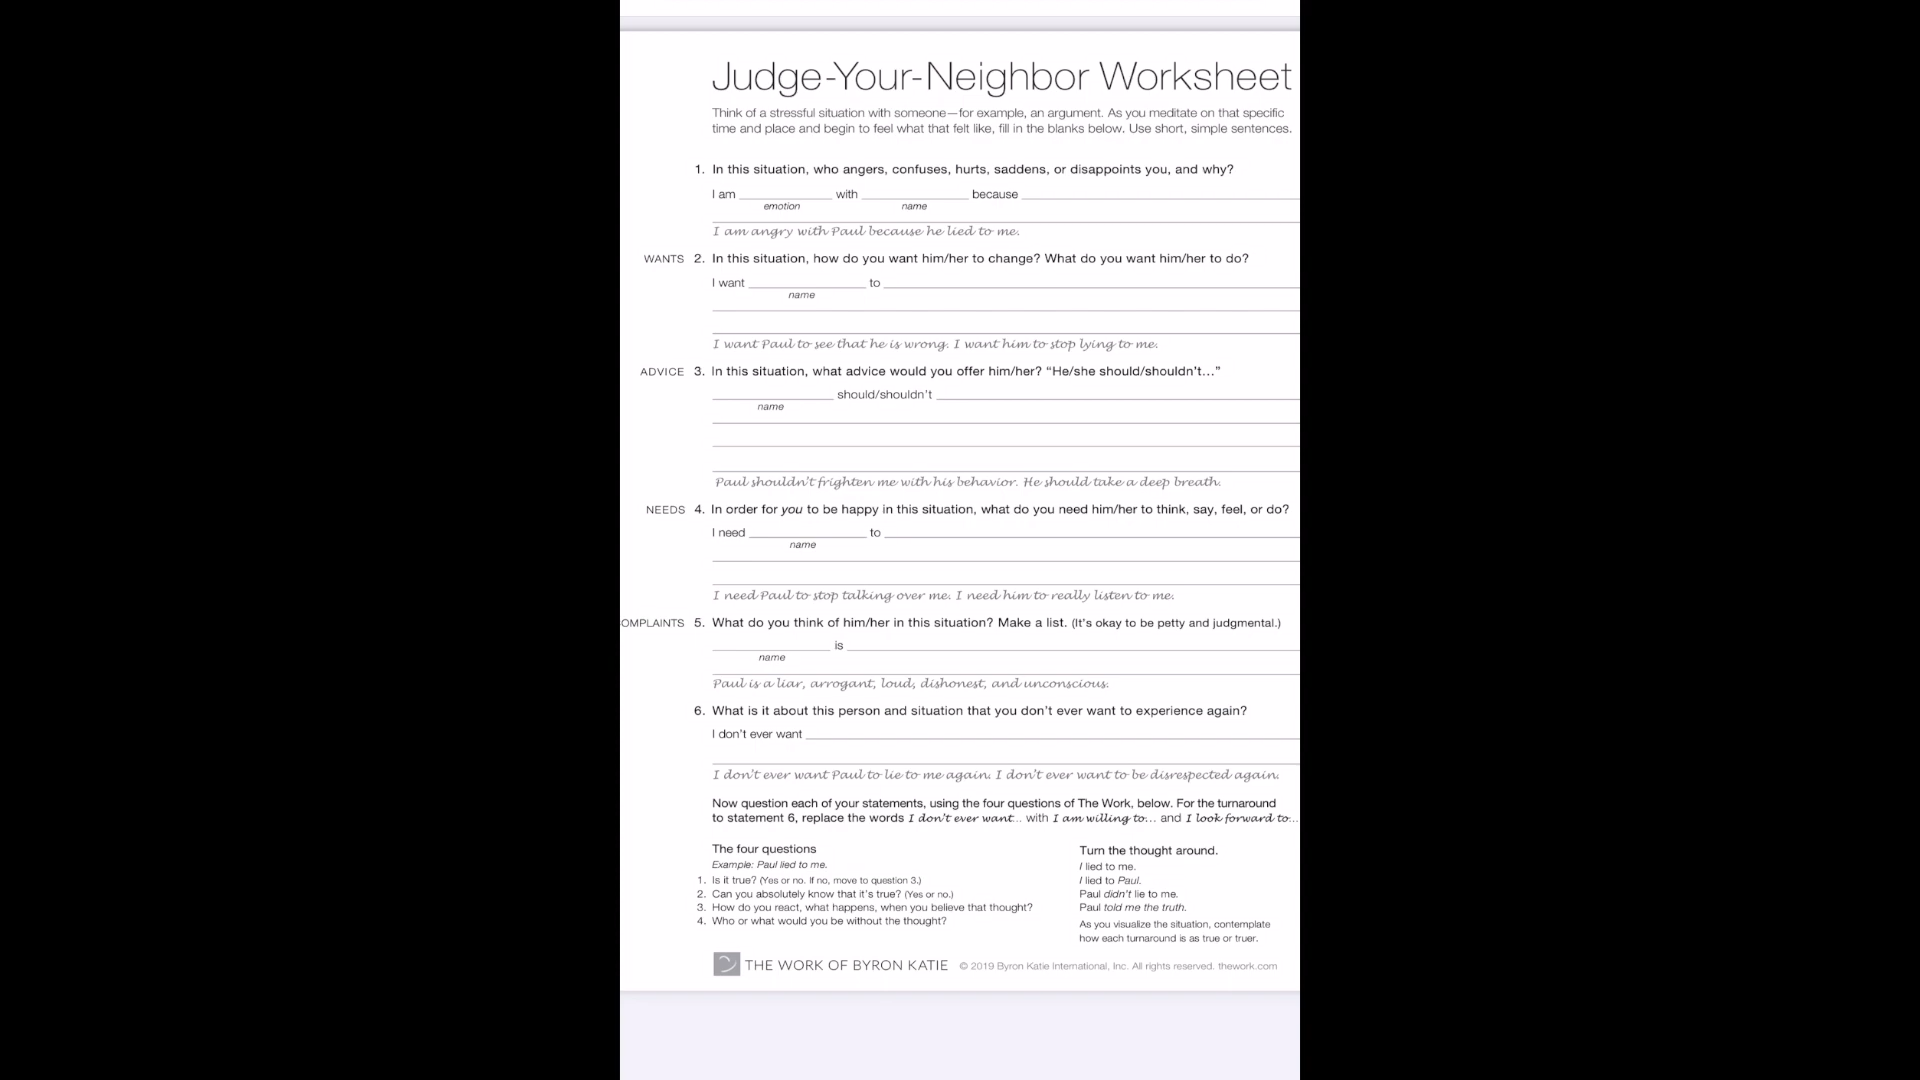 Judge-Your-Neighbor Worksheet
Think of a stressful situation with someone—for example, an argument. As you meditate on that specific
time and place and begin to feel what that felt like, fill in the blanks below. Use short, simple sentences.
1. In this situation, who angers, confuses, hurts, saddens, or disappoints you, and why?
I am ____ with ____ because ____
emotion name
I am angry with Paul because he lied to me.
WANTS 2. In this situation, how do you want him/her to change? What do you want him/her to do?
I want ____ to ____
name
I want Paul to see that he is wrong. I want him to stop lying to me.
ADVICE 3. In this situation, what advice would you offer him/her? “He/she should/shouldn’t...”
____ should/shouldn’t ____
name
Paul shouldn’t frighten me with his behavior. He should take a deep breath.
NEEDS 4. In order for you to be happy in this situation, what do you need him/her to think, say, feel, or do?
I need ____ to ____
name
I need Paul to stop talking over me. I need him to really listen to me.
OMPLAINTS 5. What do you think of him/her in this situation? Make a list. (It’s okay to be petty and judgmental.)
____ is ____
name
Paul is a liar, arrogant, loud, dishonest, and unconscious.
6. What is it about this person and situation that you don’t ever want to experience again?
I don’t ever want ____
I don’t ever want Paul to lie to me again. I don’t ever want to be disrespected again.
Now question each of your statements, using the four questions of The Work, below. For the turnaround
to statement 6, replace the words I don’t ever want... with I am willing to... and I look forward to...
The four questions
Example: Paul lied to me.
1. Is it true? (Yes or no. If no, move to question 3.)
2. Can you absolutely know that it’s true? (Yes or no.)
3. How do you react, what happens, when you believe that thought?
4. Who or what would you be without the thought?
Turn the thought around.
I lied to me.
I lied to Paul.
Paul didn’t lie to me.
Paul told me the truth.
As you visualize the situation, contemplate
how each turnaround is as true or truer.
THE WORK OF BYRON KATIE © 2019 Byron Katie International, Inc. All rights reserved. thework.com